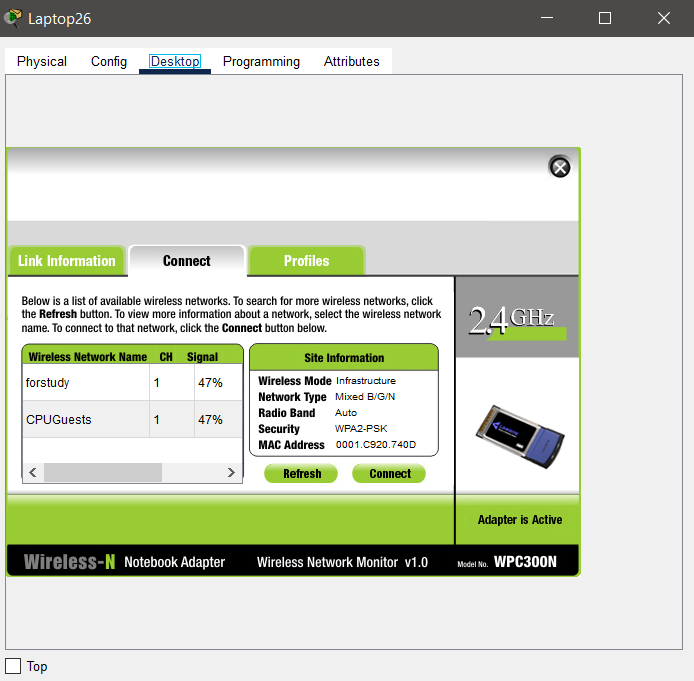 Laptop26
Physical Config Desktop Programming Attributes
Link Information Connect Profiles
Below is a list of available wireless networks. To search for more wireless networks, click
the Refresh button. To view more information about a network, select the wireless network
name. To connect to that network, click the Connect button below.
2.4GHz
Wireless Network Name CH Signal
forstudy 1 47%
CPUGuests 1 47%
Site Information
Wireless Mode Infrastructure
Network Type Mixed B/G/N
Radio Band Auto
Security WPA2-PSK
MAC Address 0001.C920.740D
Refresh Connect
Adapter is Active
Wireless-N Notebook Adapter Wireless Network Monitor v1.0 Model No. WPC300N
Top